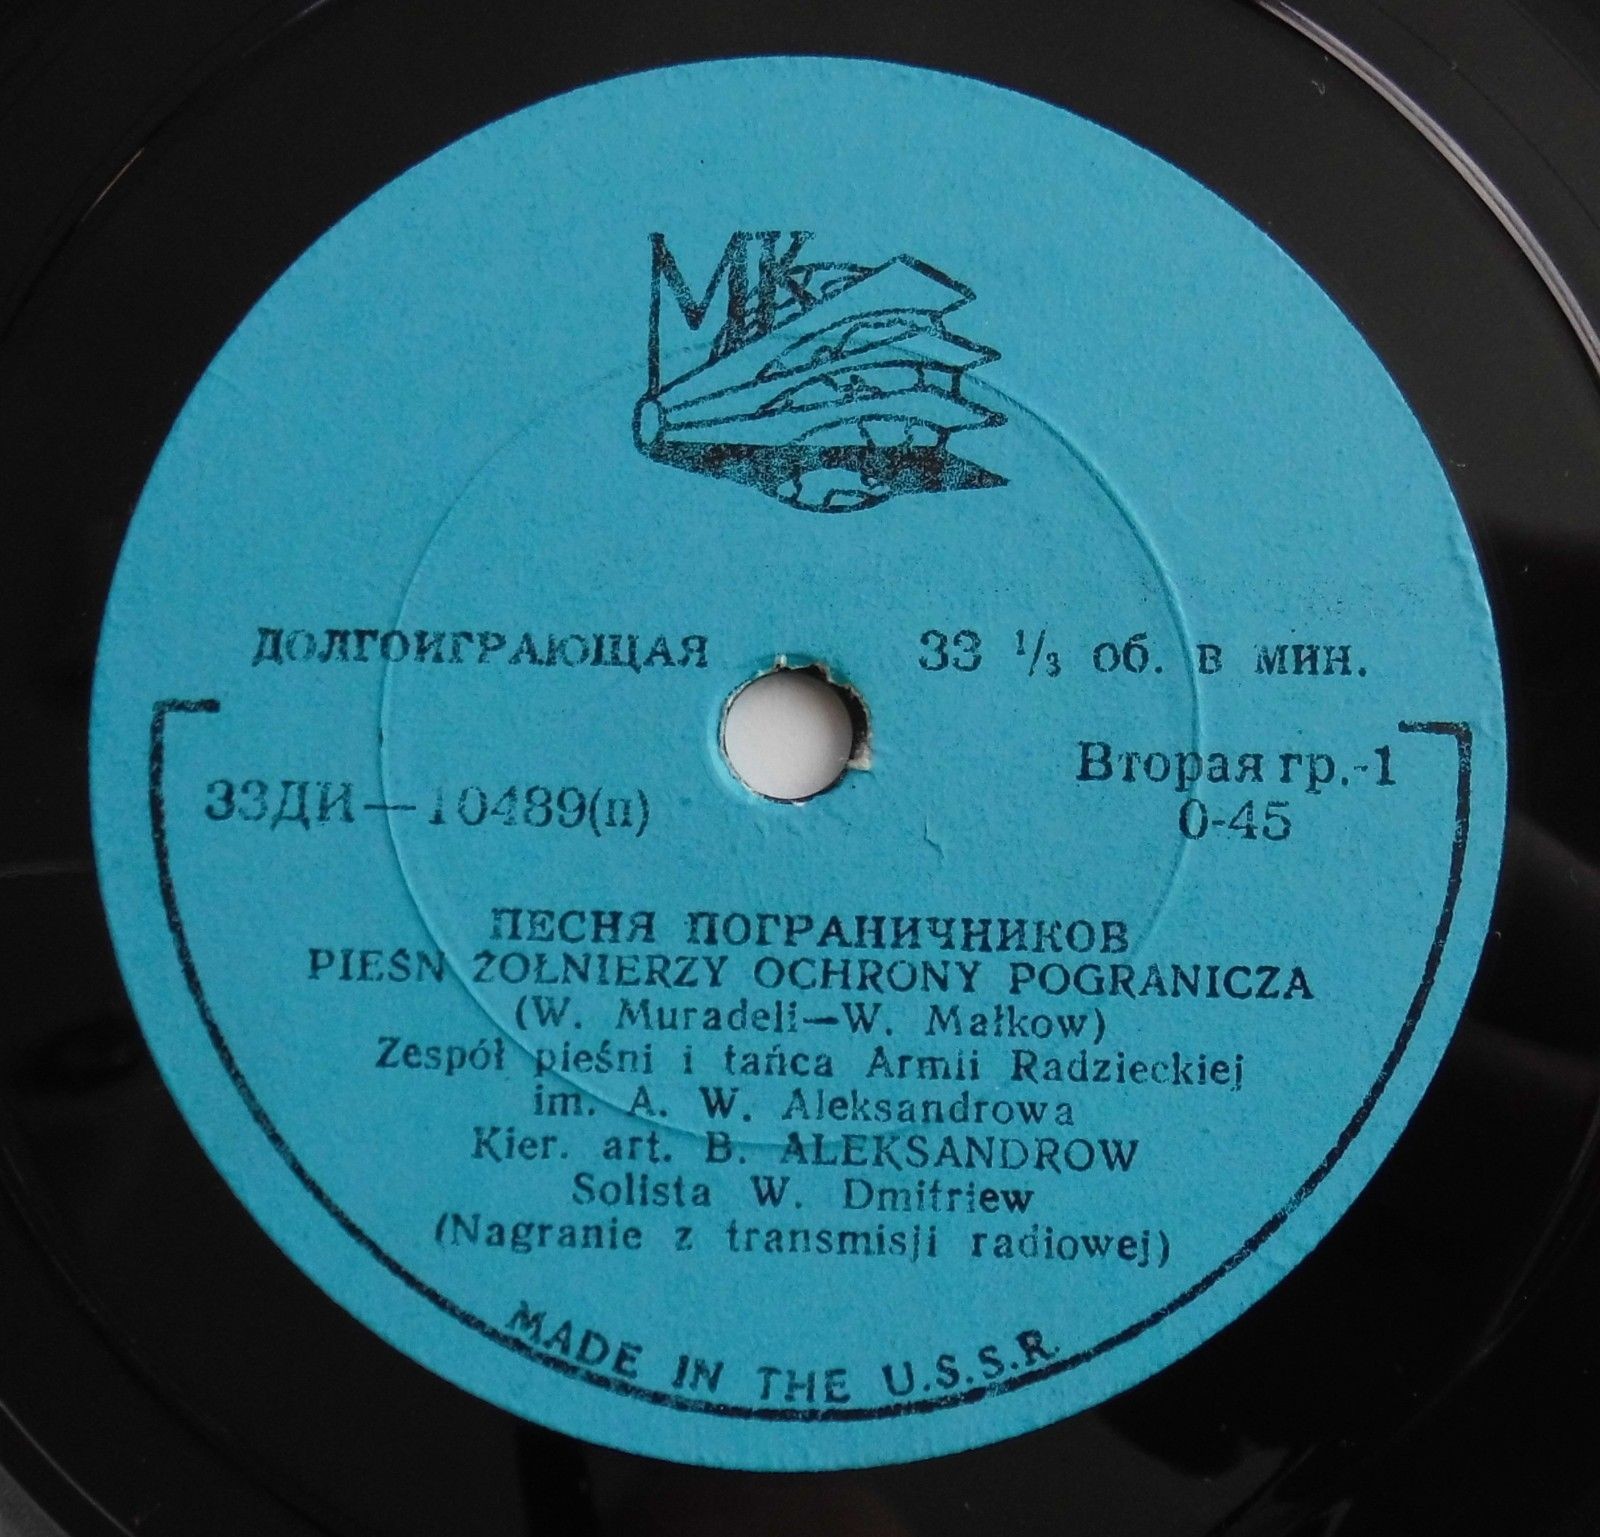 МК
ДОЛГОИГРАЮЩАЯ 33 1/3 об. в мин.
33ДИ—10489(п)
Вторая гр.-1
0-45
ПЕСНЯ ПОГРАНИЧНИКОВ
PIEŚN ŻOŁNIERZY OCHRONY POGRANICZA
(W. Muradeli—W. Małkow)
Zespół pieśni i tańca Armii Radzieckiej
im. A. W. Aleksandrowa
Kier. art. B. ALEKSANDROW
Solista W. Dmitriew
(Nagranie z transmisji radiowej)
MADE IN THE U.S.S.R.